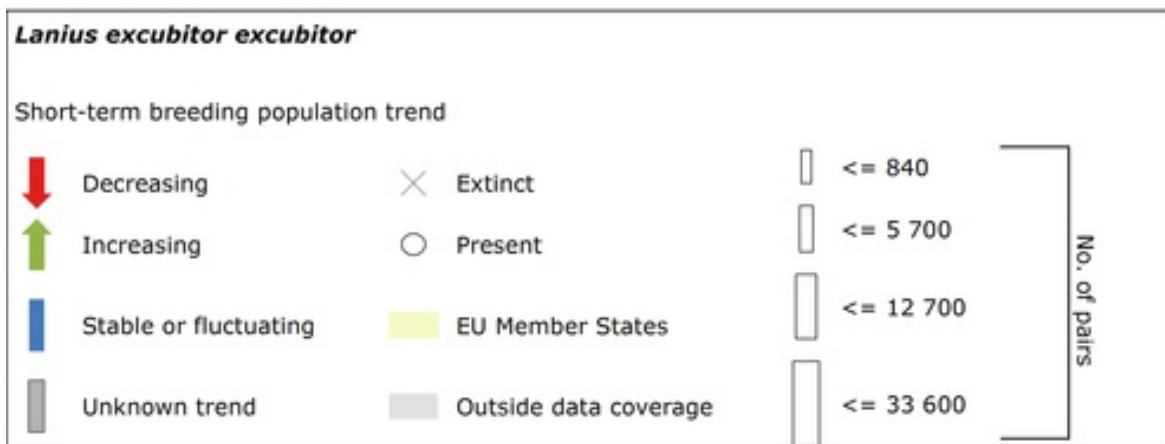 Lanius excubitor excubitor
Short-term breeding population trend
Decreasing
Increasing
Stable or fluctuating
Unknown trend
Extinct
Present
EU Member States
Outside data coverage
<= 840
<= 5 700
<= 12 700
<= 33 600
No. of pairs